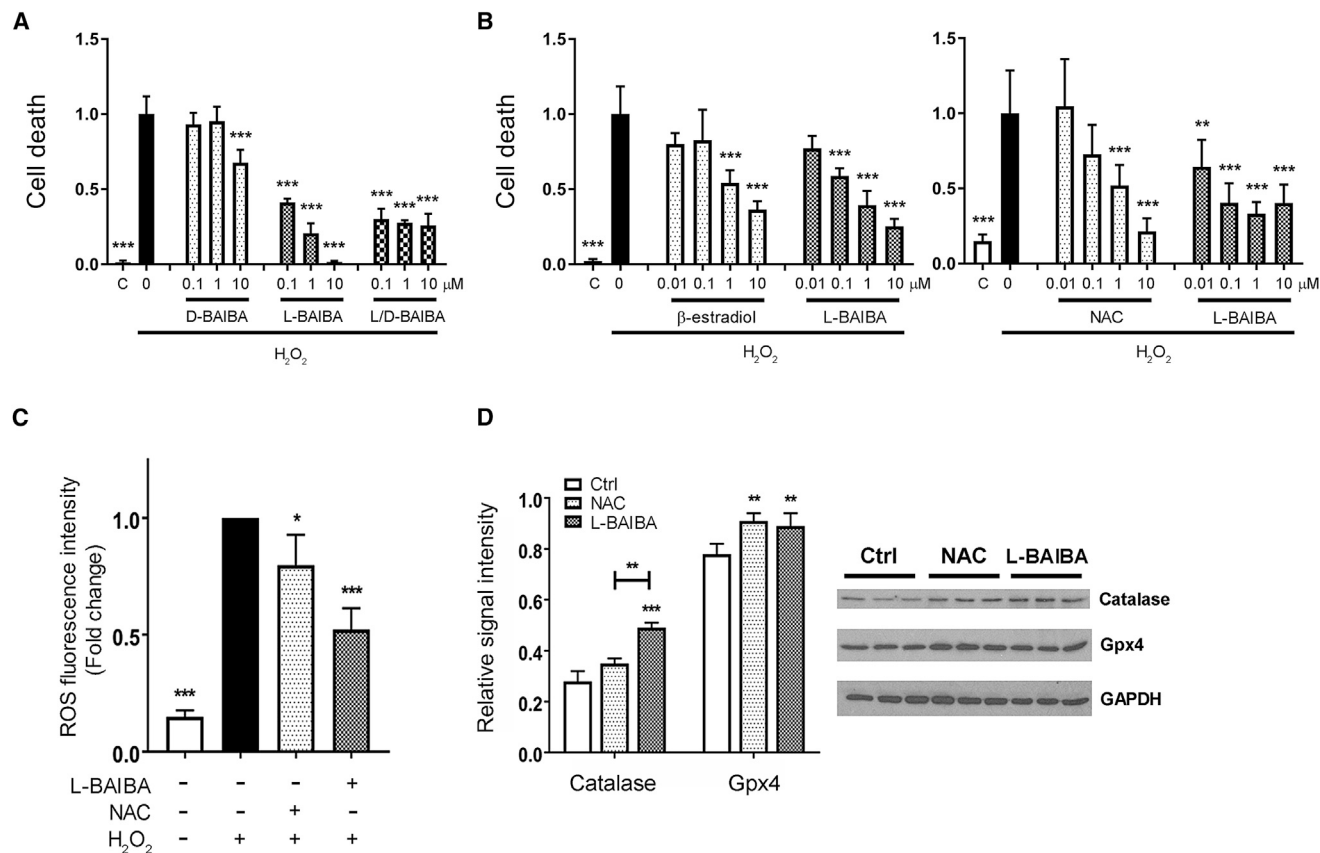 A
Cell death
1.5
1.0
0.5
0.0
***
***
***
***
***
***
***
***
C 0 0.1 1 10 0.1 1 10 0.1 1 10 μM
D-BAIBA L-BAIBA L/D-BAIBA
H₂O₂
B
Cell death
1.5
1.0
0.5
0.0
***
***
***
***
***
***
C 0 0.01 0.1 1 10 0.01 0.1 1 10 μM
β-estradiol L-BAIBA
H₂O₂
1.5
1.0
0.5
0.0
***
***
***
**
***
***
***
C 0 0.01 0.1 1 10 0.01 0.1 1 10 μM
NAC L-BAIBA
H₂O₂
C
ROS fluorescence intensity
(Fold change)
1.0
0.5
0.0
***
*
***
L-BAIBA - - - +
NAC - - + -
H₂O₂ - + + +
D
Relative signal intensity
Ctrl
NAC
L-BAIBA
1.0
0.8
0.6
0.4
0.2
0.0
**
***
**
**
Catalase Gpx4
Ctrl NAC L-BAIBA
Catalase
Gpx4
GAPDH